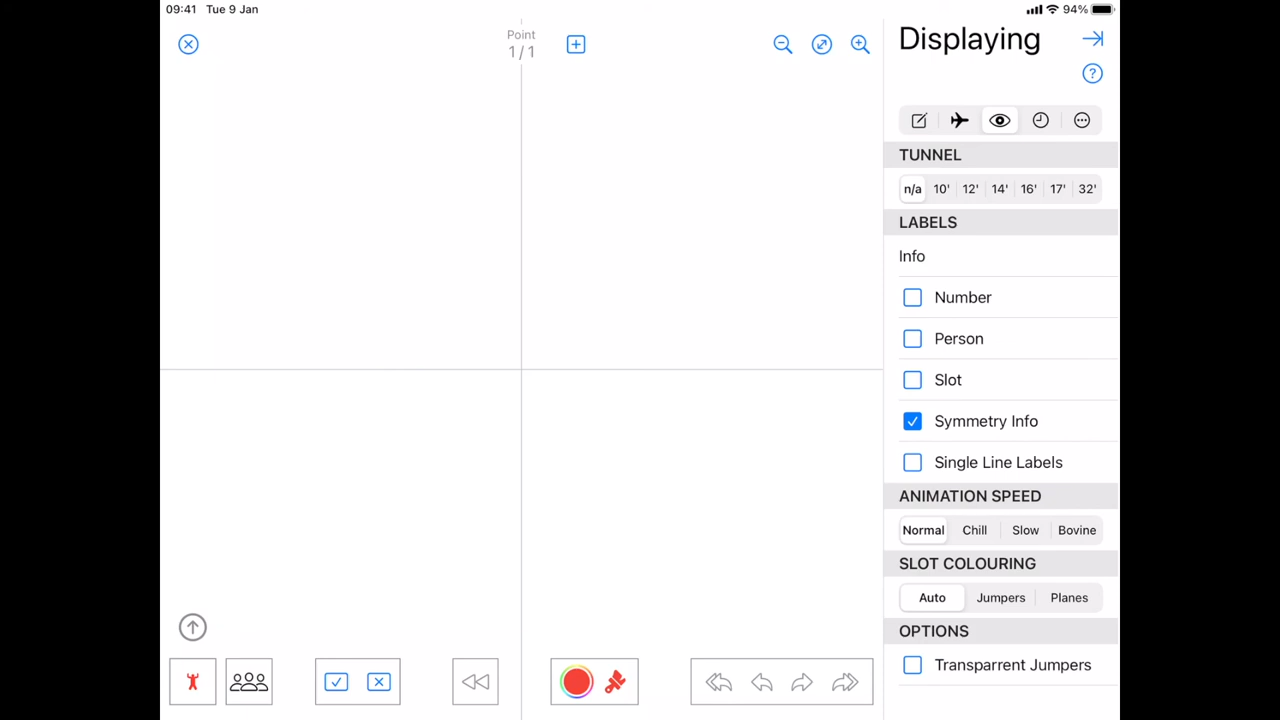 09:41 Tue 9 Jan
94%
Point
1/1
Displaying
TUNNEL
n/a 10' 12' 14' 16' 17' 32'
LABELS
Info
Number
Person
Slot
Symmetry Info
Single Line Labels
ANIMATION SPEED
Normal Chill Slow Bovine
SLOT COLOURING
Auto Jumpers Planes
OPTIONS
Transparrent Jumpers